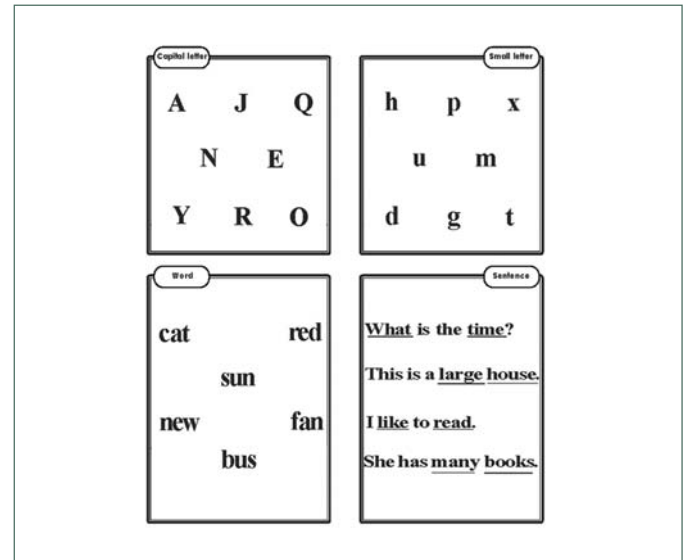 Capital letter
A J Q
N E
Y R O
Small letter
h p x
u m
d g t
Word
cat red
sun
new fan
bus
Sentence
What is the time?
This is a large house.
I like to read.
She has many books.